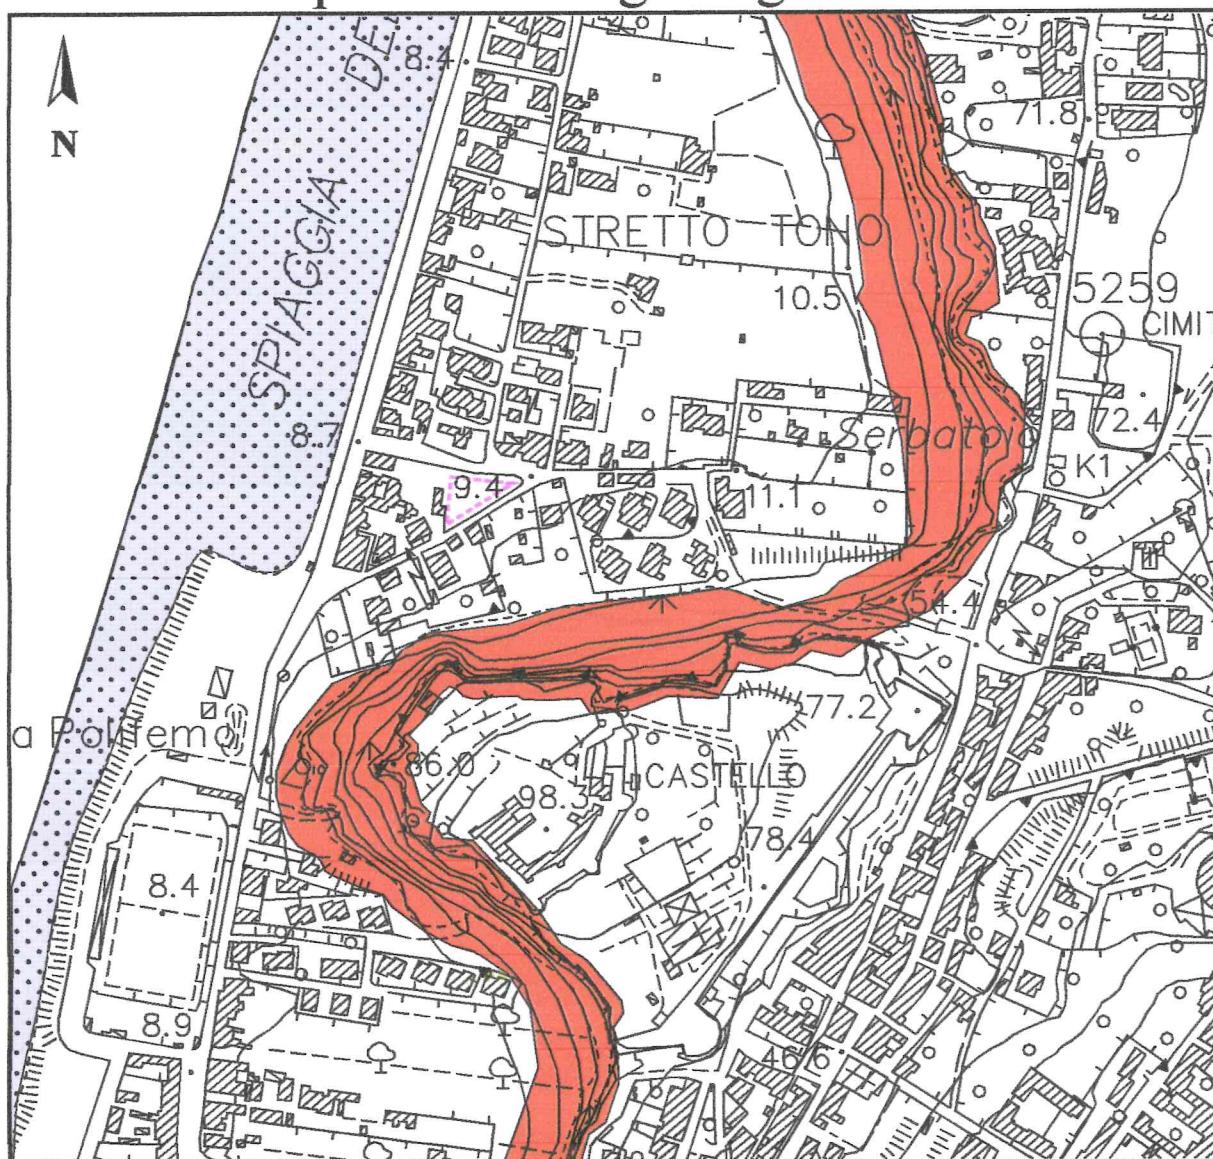 N
8.4
DE
SPIAGGIA
71.8
STRETTO TONO
10.5
5259
CIMIT
8.7
Serbatoio
72.4
K1
9.4
11.1
54.4
77.2
a Polifemo
86.0
CASTELLO
98.3
78.4
8.4
8.9
46.6